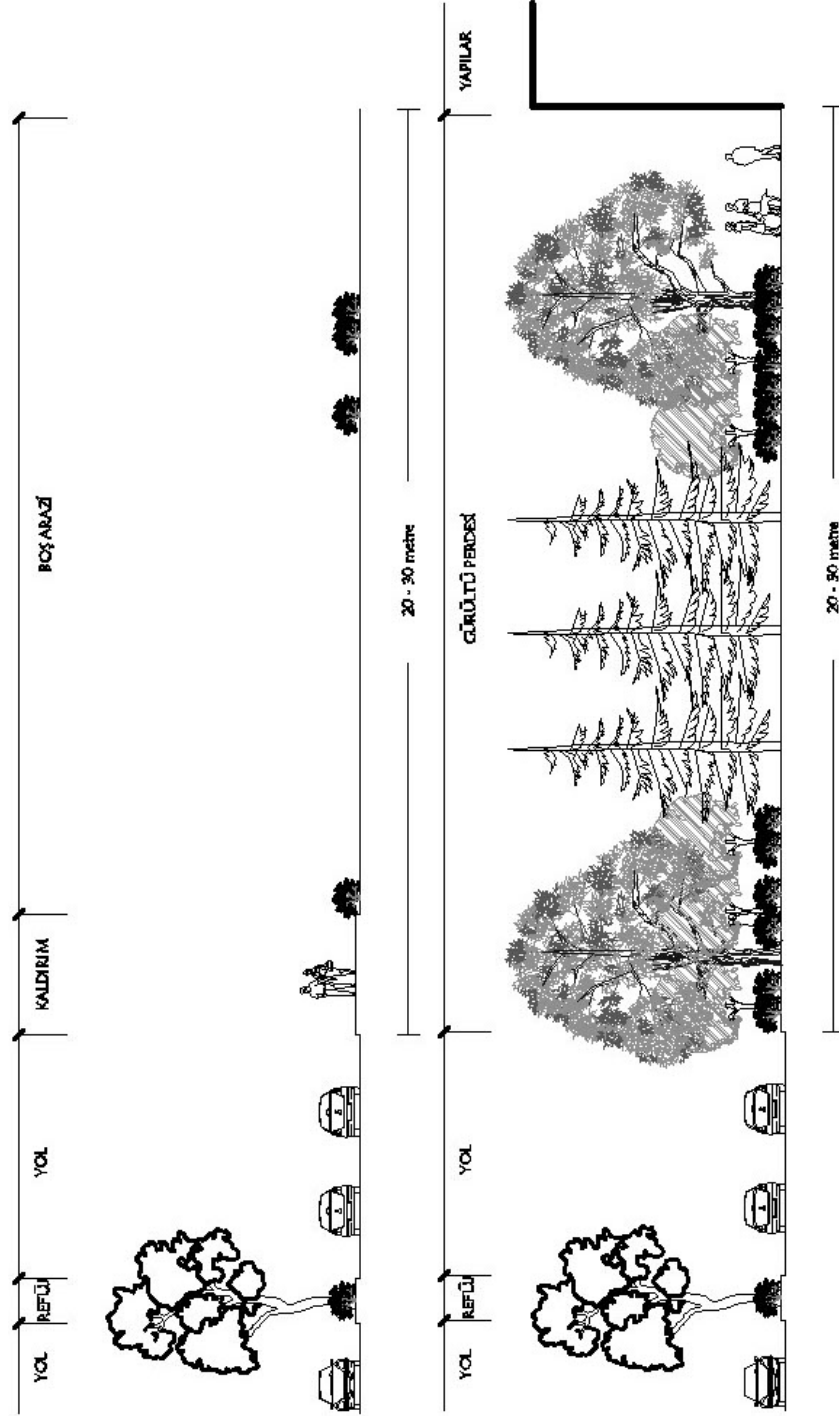 YOL
REFÜJ
YOL
KALDIRIM
BOŞ ARAZİ
20 - 30 metre
YOL
REFÜJ
YOL
GÜRÜLTÜ PERDESİ
YAPILAR
20 - 30 metre